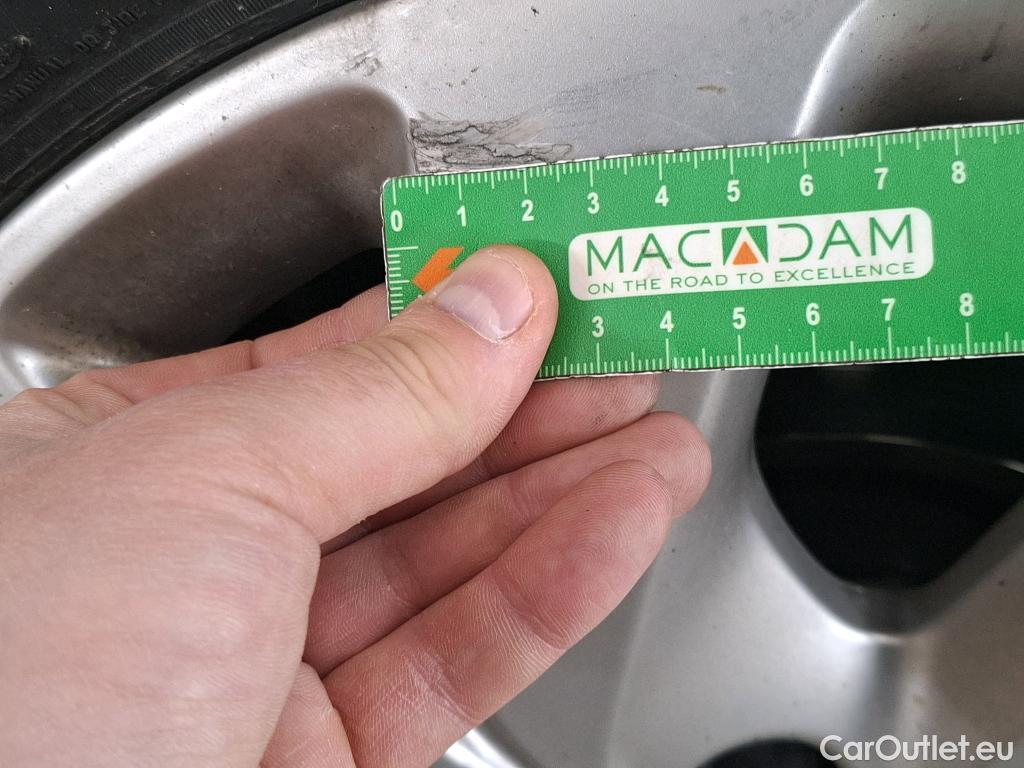 0 1 2 3 4 5 6 7 8
MACADAM
ON THE ROAD TO EXCELLENCE
3 4 5 6 7 8
CarOutlet.eu